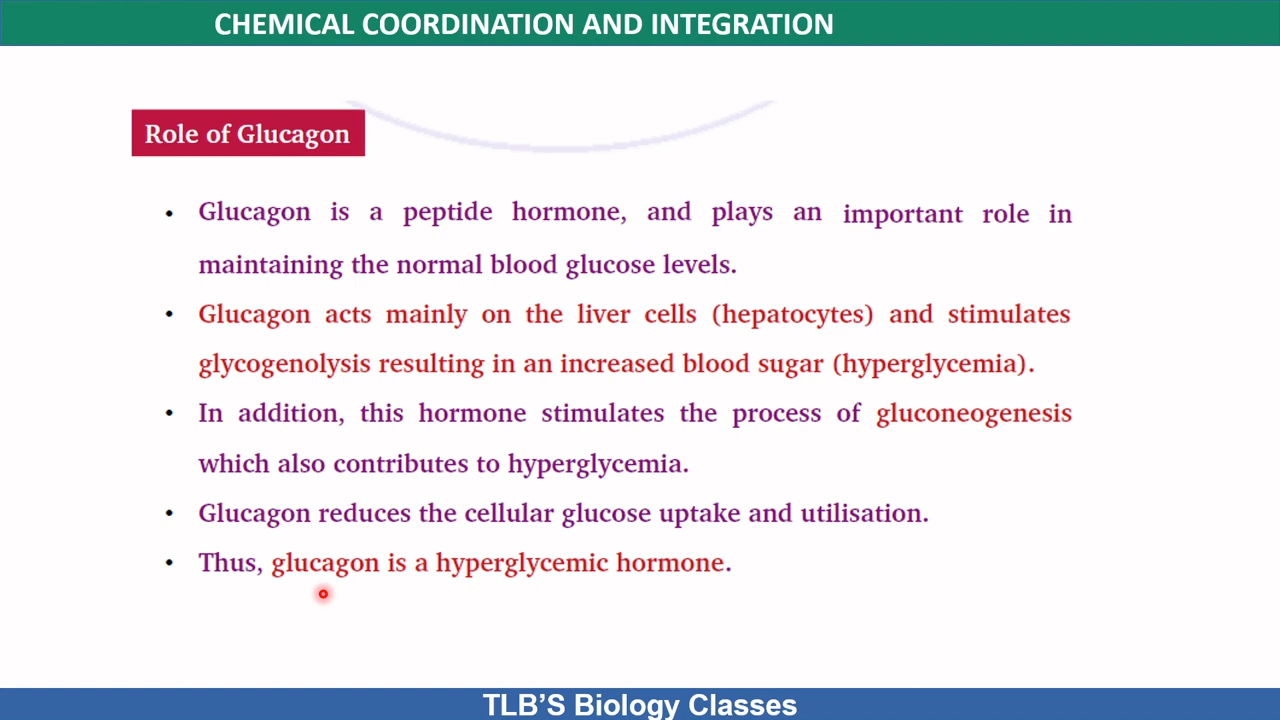 CHEMICAL COORDINATION AND INTEGRATION
Role of Glucagon
• Glucagon is a peptide hormone, and plays an important role in
maintaining the normal blood glucose levels.
• Glucagon acts mainly on the liver cells (hepatocytes) and stimulates
glycogenolysis resulting in an increased blood sugar (hyperglycemia).
• In addition, this hormone stimulates the process of gluconeogenesis
which also contributes to hyperglycemia.
• Glucagon reduces the cellular glucose uptake and utilisation.
• Thus, glucagon is a hyperglycemic hormone.
TLB'S Biology Classes